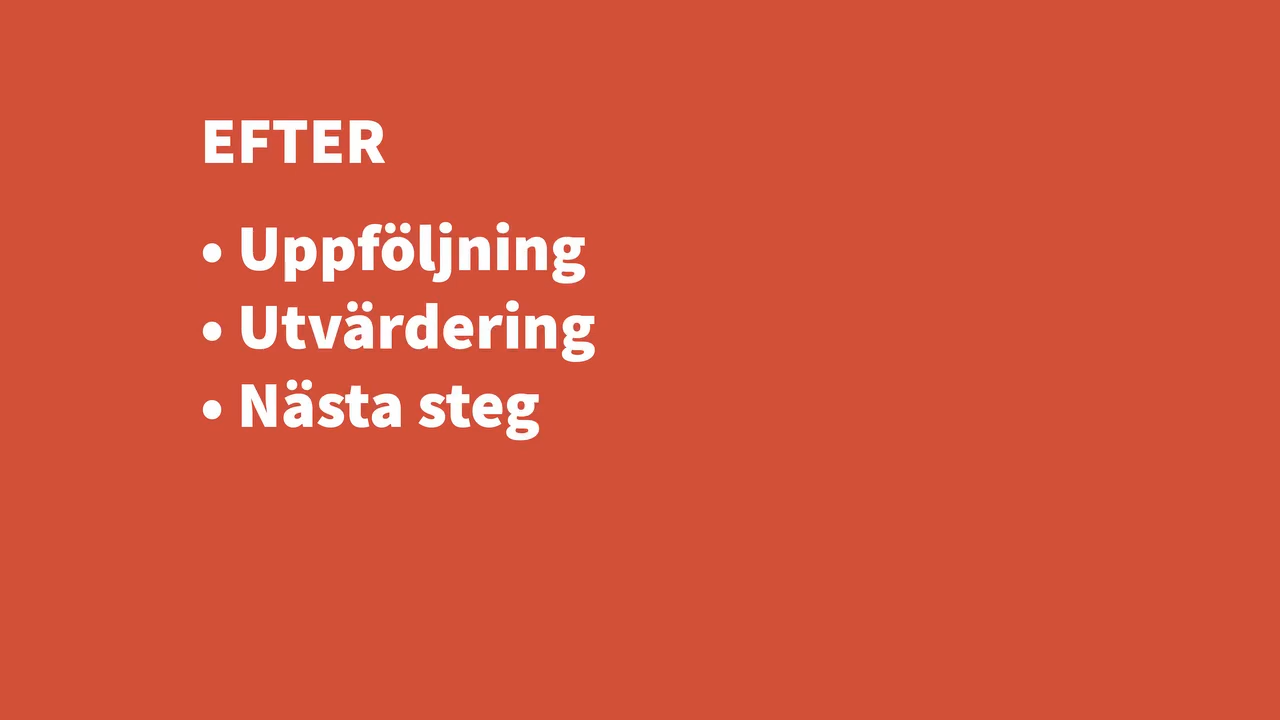 EFTER
• Uppföljning
• Utvärdering
• Nästa steg